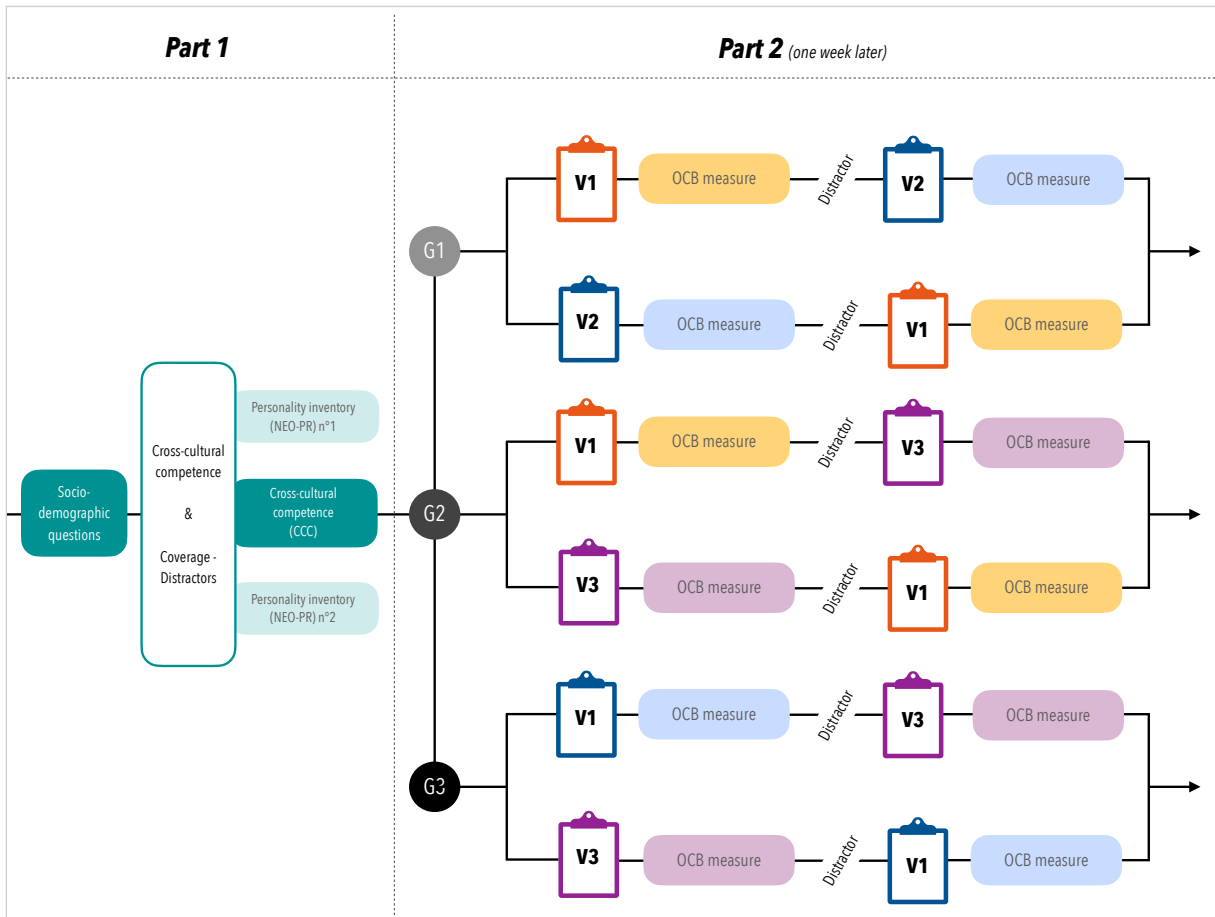 Part 1
Part 2 (one week later)
Socio-
demographic
questions
Cross-cultural
competence
&
Coverage -
Distractors
Personality inventory
(NEO-PR) n°1
Cross-cultural
competence
(CCC)
Personality inventory
(NEO-PR) n°2
G1
V1
OCB measure
Distractor
V2
OCB measure
V2
OCB measure
Distractor
V1
OCB measure
G2
V1
OCB measure
Distractor
V3
OCB measure
V3
OCB measure
Distractor
V1
OCB measure
G3
V1
OCB measure
Distractor
V3
OCB measure
V3
OCB measure
Distractor
V1
OCB measure